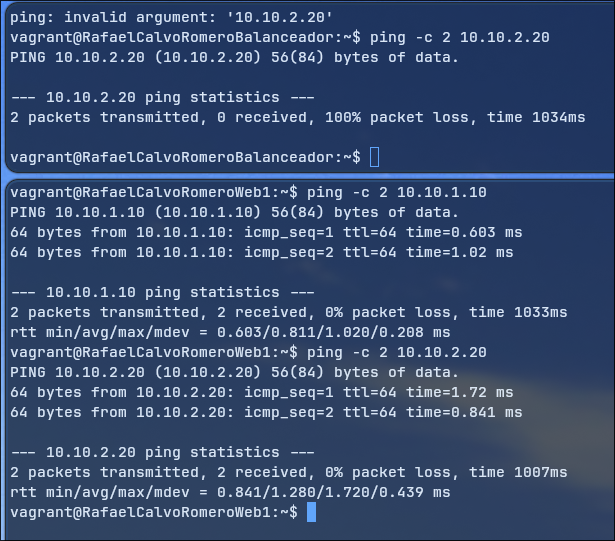 ping: invalid argument: '10.10.2.20'
vagrant@RafaelCalvoRomeroBalanceador:~$ ping -c 2 10.10.2.20
PING 10.10.2.20 (10.10.2.20) 56(84) bytes of data.
--- 10.10.2.20 ping statistics ---
2 packets transmitted, 0 received, 100% packet loss, time 1034ms
vagrant@RafaelCalvoRomeroBalanceador:~$
vagrant@RafaelCalvoRomeroWeb1:~$ ping -c 2 10.10.1.10
PING 10.10.1.10 (10.10.1.10) 56(84) bytes of data.
64 bytes from 10.10.1.10: icmp_seq=1 ttl=64 time=0.603 ms
64 bytes from 10.10.1.10: icmp_seq=2 ttl=64 time=1.02 ms
--- 10.10.1.10 ping statistics ---
2 packets transmitted, 2 received, 0% packet loss, time 1033ms
rtt min/avg/max/mdev = 0.603/0.811/1.020/0.208 ms
vagrant@RafaelCalvoRomeroWeb1:~$ ping -c 2 10.10.2.20
PING 10.10.2.20 (10.10.2.20) 56(84) bytes of data.
64 bytes from 10.10.2.20: icmp_seq=1 ttl=64 time=1.72 ms
64 bytes from 10.10.2.20: icmp_seq=2 ttl=64 time=0.841 ms
--- 10.10.2.20 ping statistics ---
2 packets transmitted, 2 received, 0% packet loss, time 1007ms
rtt min/avg/max/mdev = 0.841/1.280/1.720/0.439 ms
vagrant@RafaelCalvoRomeroWeb1:~$